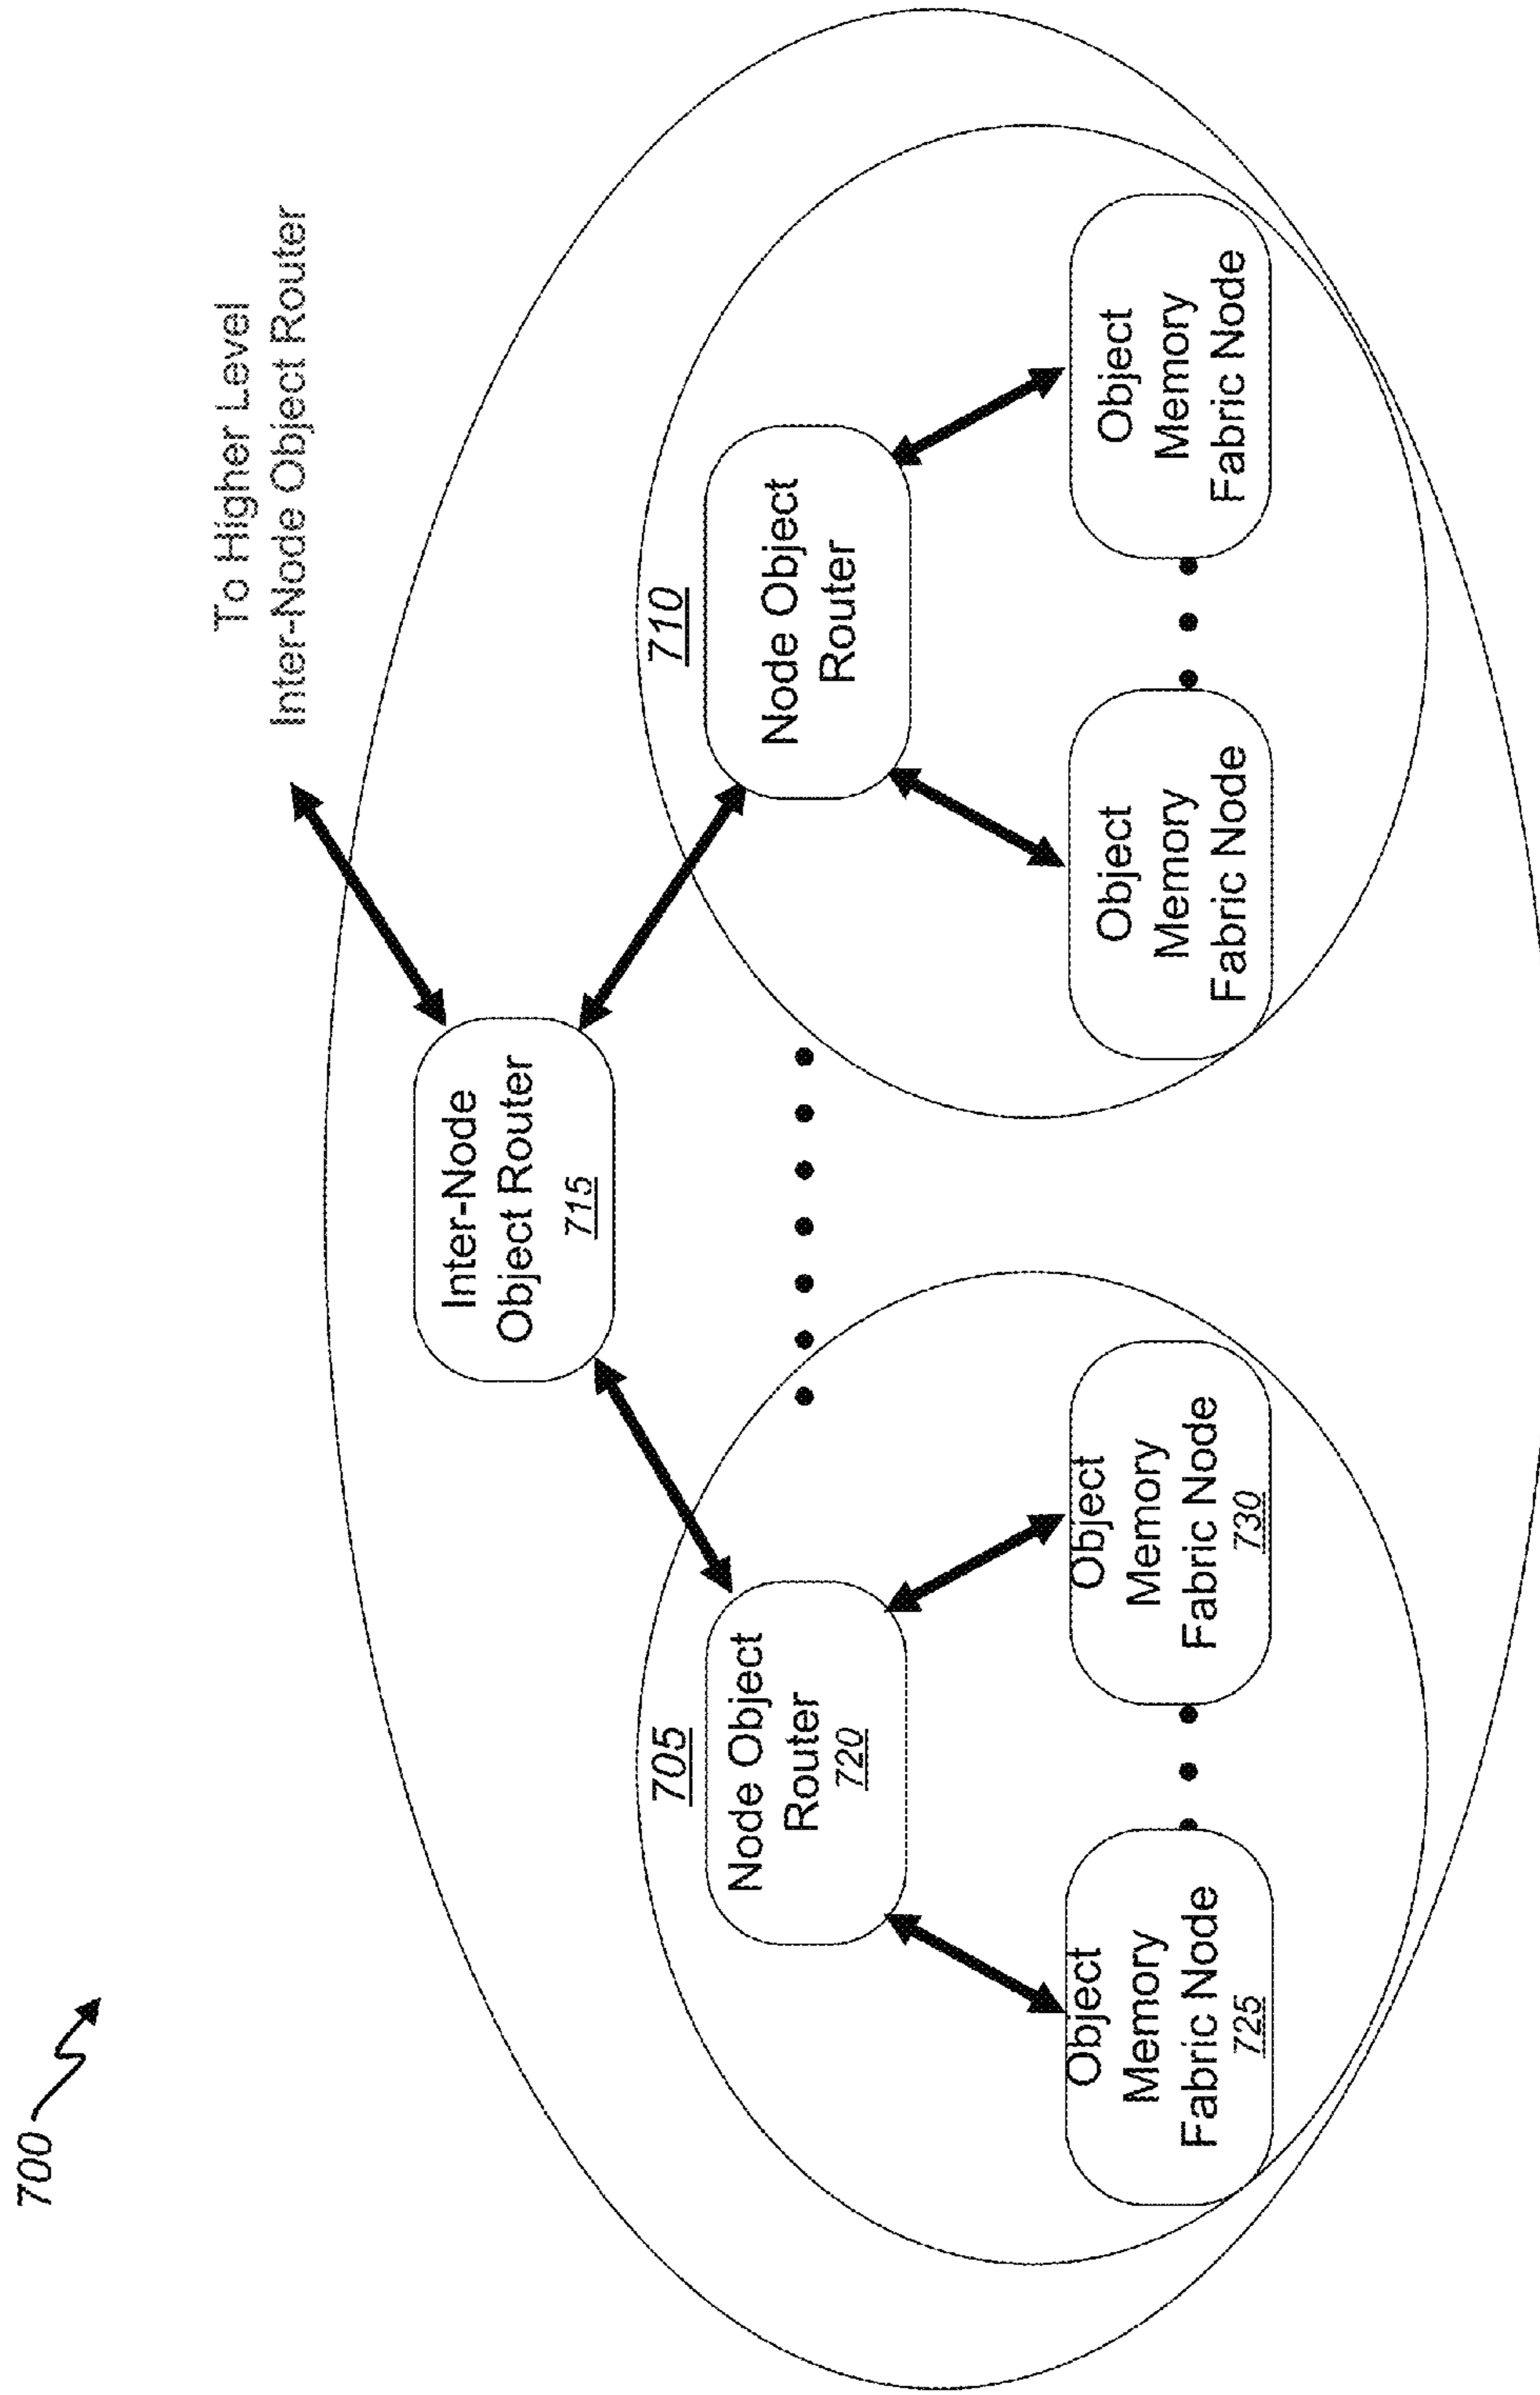 700
To Higher Level
Inter-Node Object Router
Inter-Node
Object Router
715
705
Node Object
Router
720
710
Node Object
Router
Object
Memory
Fabric Node
725
Object
Memory
Fabric Node
730
Object
Memory
Fabric Node
Object
Memory
Fabric Node